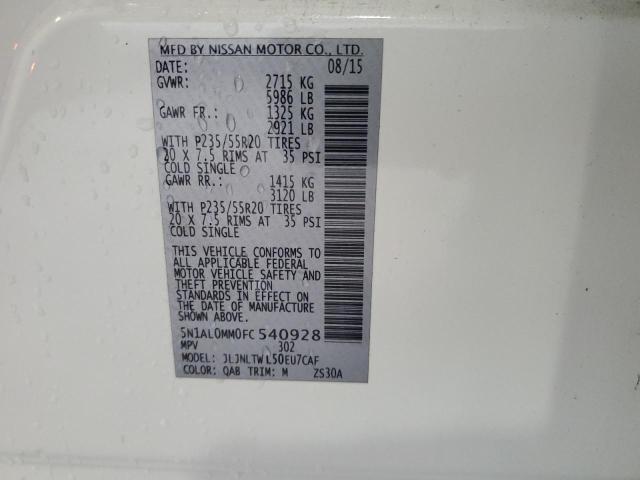 MFD BY NISSAN MOTOR CO., LTD.
DATE: 08/15
GVWR: 2715 KG
5986 LB
GAWR FR.: 1325 KG
2921 LB
WITH P235/55R20 TIRES
20 X 7.5 RIMS AT 35 PSI
COLD SINGLE
GAWR RR.: 1415 KG
3120 LB
WITH P235/55R20 TIRES
20 X 7.5 RIMS AT 35 PSI
COLD SINGLE
THIS VEHICLE CONFORMS TO
ALL APPLICABLE FEDERAL
MOTOR VEHICLE SAFETY AND
THEFT PREVENTION
STANDARDS IN EFFECT ON
THE DATE OF MANUFACTURE
SHOWN ABOVE.
5N1AL0MM0FC 540928
MPV 302
MODEL: JLJNLTW L50EU7CAF
COLOR: QAB TRIM: M ZS30A